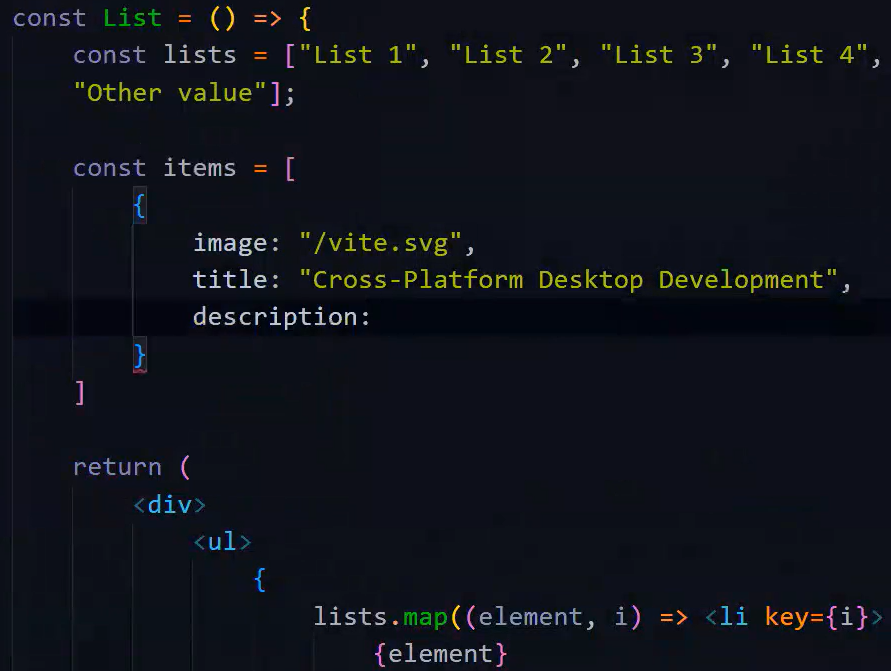 const List = () => {
const lists = ["List 1", "List 2", "List 3", "List 4",
"Other value"];
const items = [
{
image: "/vite.svg",
title: "Cross-Platform Desktop Development",
description:
}
]
return (
<div>
<ul>
{
lists.map((element, i) => <li key={i}>
{element}